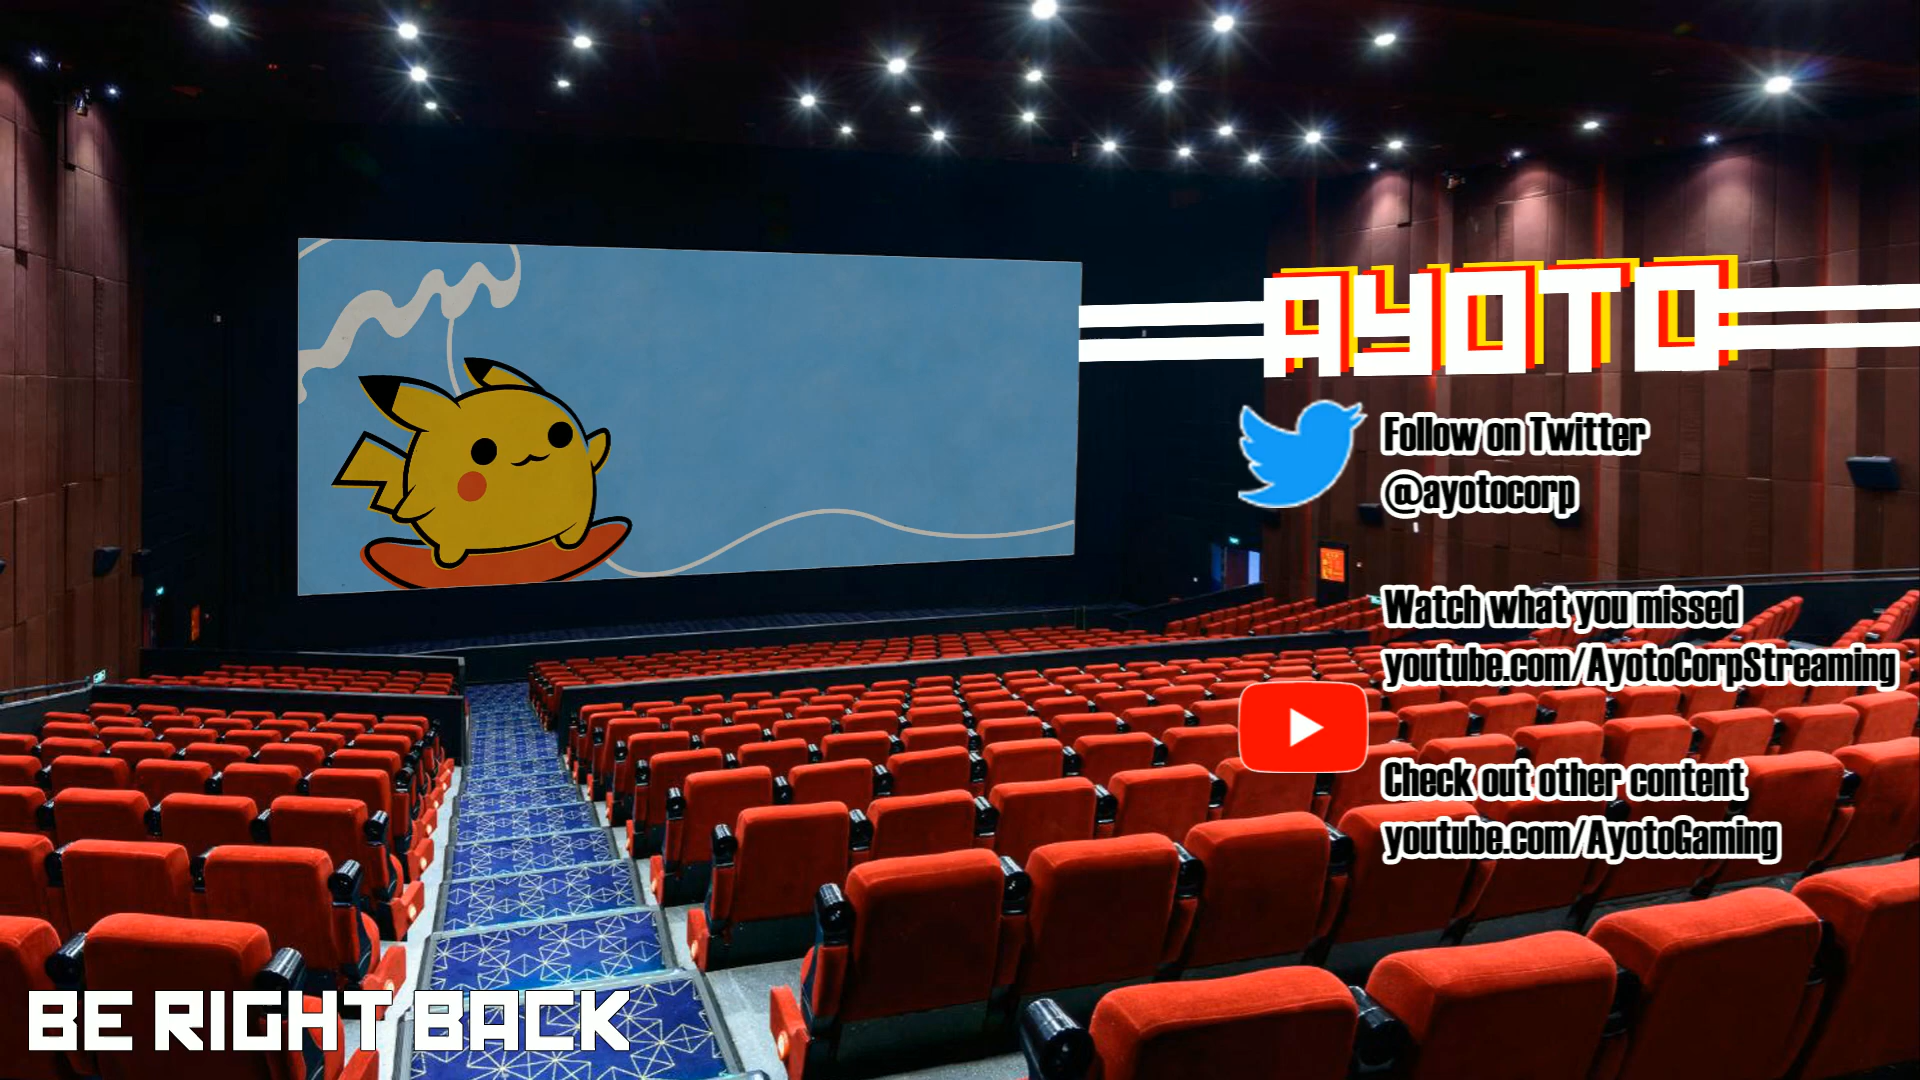 AYOTO
Follow on Twitter
@ayotocorp
Watch what you missed
youtube.com/AyotoCorpStreaming
Check out other content
youtube.com/AyotoGaming
BE RIGHT BACK